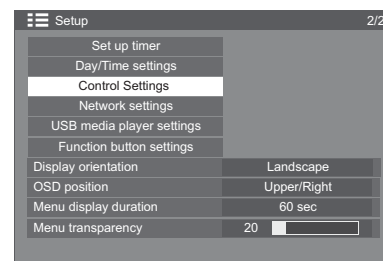 Setup 2/2
Set up timer
Day/Time settings
Control Settings
Network settings
USB media player settings
Function button settings
Display orientation Landscape
OSD position Upper/Right
Menu display duration 60 sec
Menu transparency 20